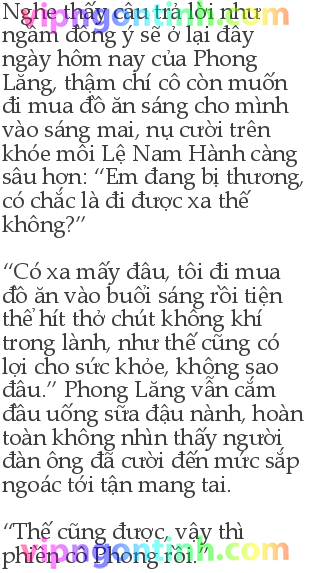 Nghe thấy câu trả lời như
ngầm đồng ý sẽ ở lại đây
ngày hôm nay của Phong
Lăng, thậm chí cô còn muốn
đi mua đồ ăn sáng cho mình
vào sáng mai, nụ cười trên
khóe môi Lệ Nam Hành càng
sâu hơn: “Em đang bị thương,
có chắc là đi được xa thế
không?”
“Có xa mấy đâu, tôi đi mua
đồ ăn vào buổi sáng rồi tiện
thể hít thở chút không khí
trong lành, như thế cũng có
lợi cho sức khỏe, không sao
đâu.” Phong Lăng vẫn cắm
đầu uống sữa đậu nành, hoàn
toàn không nhìn thấy người
đàn ông đã cười đến mức sắp
ngoác tới tận mang tai.
“Thế cũng được, vậy thì
phiền cô Phong rồi.”
vipngontinh.com
vipngontinh.com